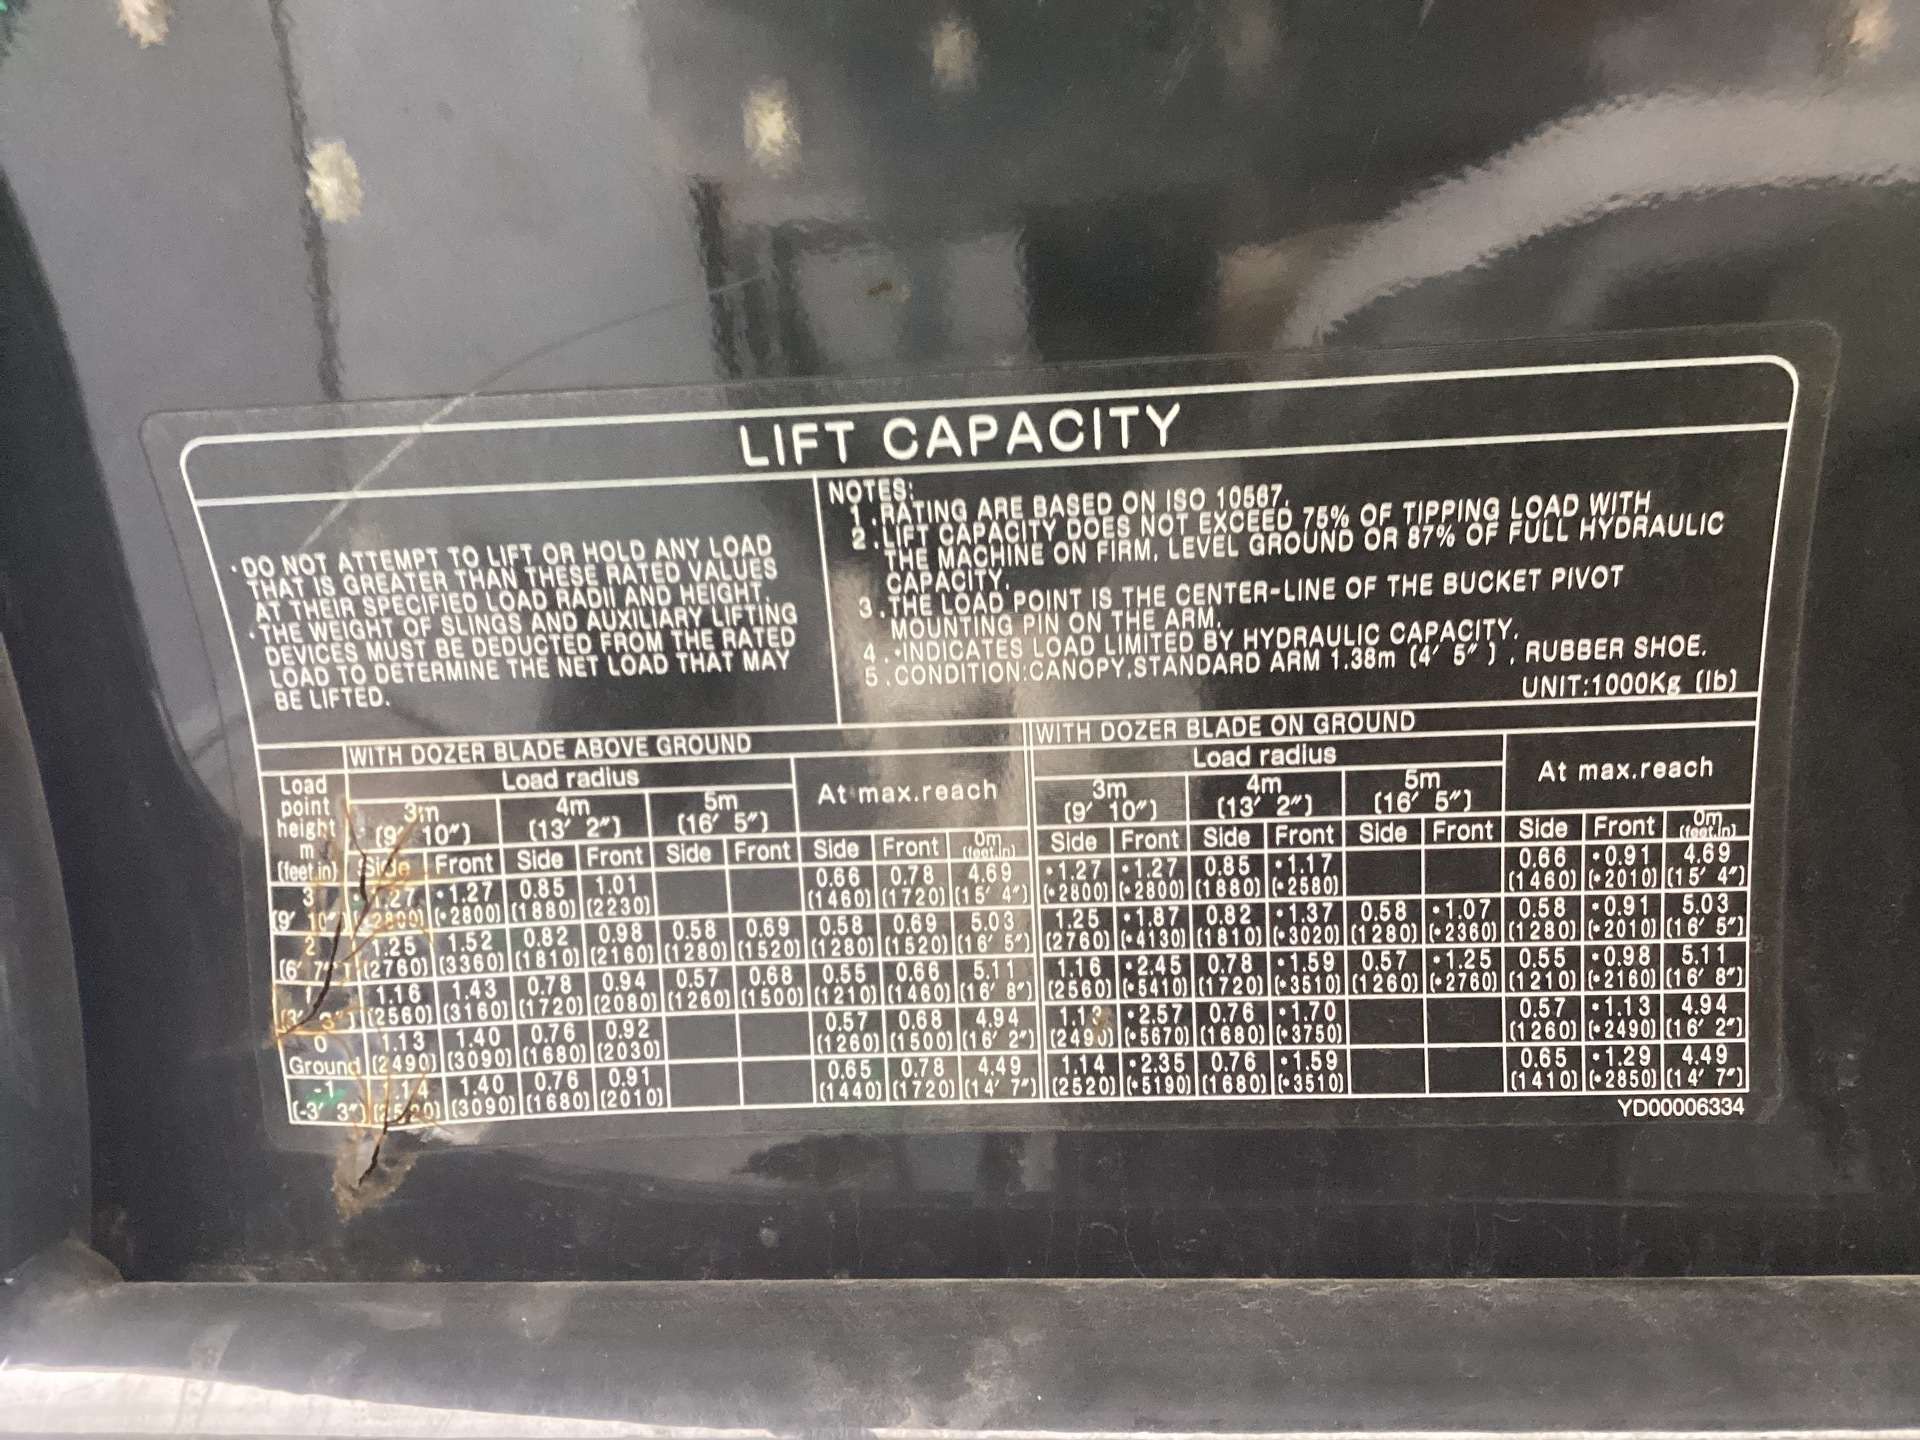 LIFT CAPACITY
·DO NOT ATTEMPT TO LIFT OR HOLD ANY LOAD
THAT IS GREATER THAN THESE RATED VALUES
AT THEIR SPECIFIED LOAD RADII AND HEIGHT.
·THE WEIGHT OF SLINGS AND AUXILIARY LIFTING
DEVICES MUST BE DEDUCTED FROM THE RATED
LOAD TO DETERMINE THE NET LOAD THAT MAY
BE LIFTED.
NOTES:
1.RATING ARE BASED ON ISO 10567.
2.LIFT CAPACITY DOES NOT EXCEED 75% OF TIPPING LOAD WITH
THE MACHINE ON FIRM, LEVEL GROUND OR 87% OF FULL HYDRAULIC
CAPACITY.
3.THE LOAD POINT IS THE CENTER-LINE OF THE BUCKET PIVOT
MOUNTING PIN ON THE ARM.
4.•INDICATES LOAD LIMITED BY HYDRAULIC CAPACITY.
5.CONDITION:CANOPY,STANDARD ARM 1.38m (4′ 5″), RUBBER SHOE.
UNIT:1000Kg (lb)
WITH DOZER BLADE ABOVE GROUND WITH DOZER BLADE ON GROUND
Load point height m (feet.in)
Load radius At max.reach Load radius At max.reach
3m 4m 5m 3m 4m 5m
(9′ 10″) (13′ 2″) (16′ 5″) (9′ 10″) (13′ 2″) (16′ 5″)
Side Front Side Front Side Front Side Front 0m (feet.in) Side Front Side Front Side Front Side Front 0m (feet.in)
3 •1.27 •1.27 0.85 1.01 0.66 0.78 4.69 •1.27 •1.27 0.85 •1.17 0.66 •0.91 4.69
(9′ 10″) (•2800) (•2800) (1880) (2230) (1460) (1720) (15′ 4″) (•2800) (•2800) (1880) (•2580) (1460) (•2010) (15′ 4″)
2 1.25 1.52 0.82 0.98 0.58 0.69 0.58 0.69 5.03 1.25 •1.87 0.82 •1.37 0.58 •1.07 0.58 •0.91 5.03
(6′ 7″) (2760) (3360) (1810) (2160) (1280) (1520) (1280) (1520) (16′ 5″) (2760) (•4130) (1810) (•3020) (1280) (•2360) (1280) (•2010) (16′ 5″)
1 1.16 1.43 0.78 0.94 0.57 0.68 0.55 0.66 5.11 1.16 •2.45 0.78 •1.59 0.57 •1.25 0.55 •0.98 5.11
(3′ 3″) (2560) (3160) (1720) (2080) (1260) (1500) (1210) (1460) (16′ 8″) (2560) (•5410) (1720) (•3510) (1260) (•2760) (1210) (•2160) (16′ 8″)
0 1.13 1.40 0.76 0.92 0.57 0.68 4.94 1.13 •2.57 0.76 •1.70 0.57 •1.13 4.94
Ground (2490) (3090) (1680) (2030) (1260) (1500) (16′ 2″) (2490) (•5670) (1680) (•3750) (1260) (•2490) (16′ 2″)
-1 1.14 1.40 0.76 0.91 0.65 0.78 4.49 1.14 •2.35 0.76 •1.59 0.65 •1.29 4.49
(-3′ 3″) (2520) (3090) (1680) (2010) (1440) (1720) (14′ 7″) (2520) (•5190) (1680) (•3510) (1410) (•2850) (14′ 7″)
YD00006334